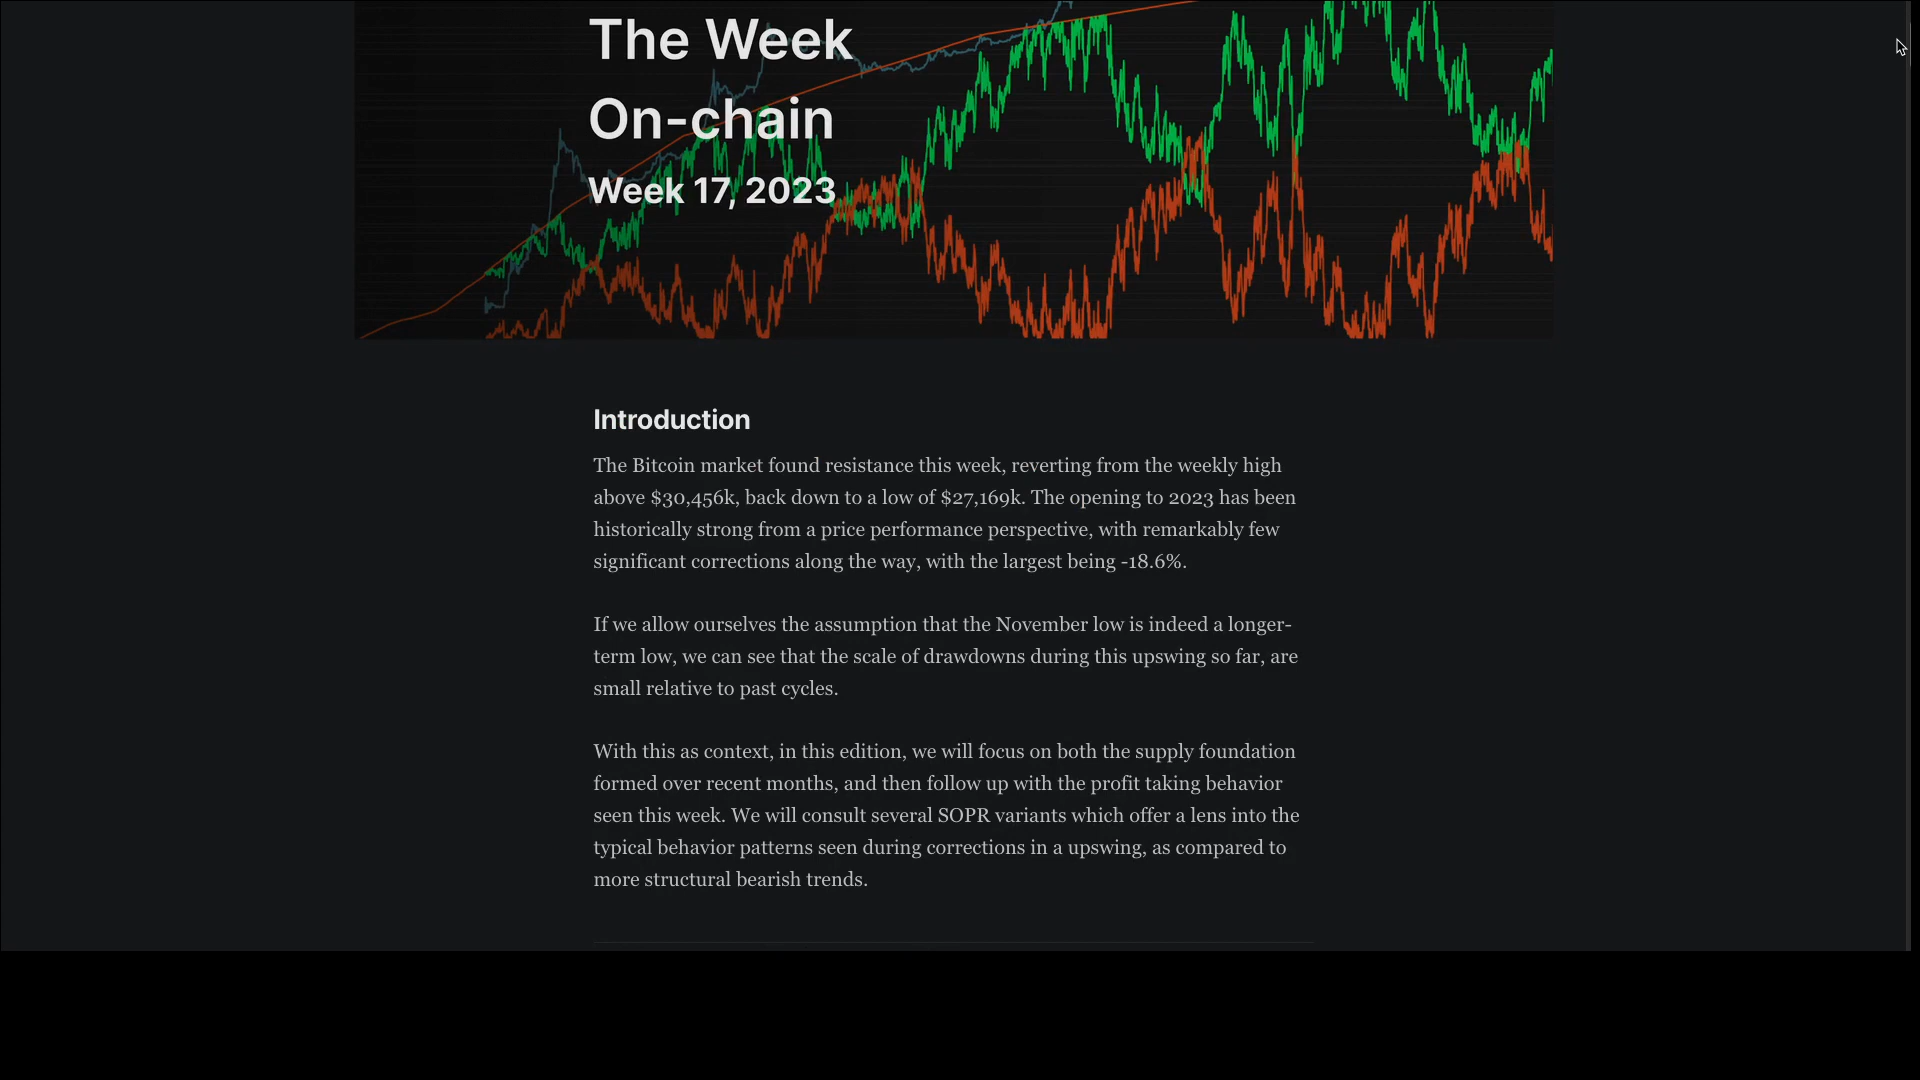 The Week
On-chain
Week 17, 2023
Introduction
The Bitcoin market found resistance this week, reverting from the weekly high
above $30,456k, back down to a low of $27,169k. The opening to 2023 has been
historically strong from a price performance perspective, with remarkably few
significant corrections along the way, with the largest being -18.6%.
If we allow ourselves the assumption that the November low is indeed a longer-
term low, we can see that the scale of drawdowns during this upswing so far, are
small relative to past cycles.
With this as context, in this edition, we will focus on both the supply foundation
formed over recent months, and then follow up with the profit taking behavior
seen this week. We will consult several SOPR variants which offer a lens into the
typical behavior patterns seen during corrections in a upswing, as compared to
more structural bearish trends.